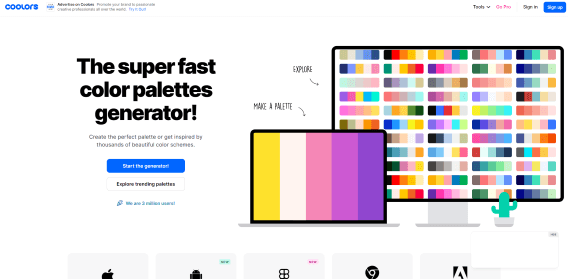 coolors
Advertise on Coolors Promote your brand to passionate
creative professionals all over the world. Try it Out!
Tools
Go Pro
Sign in
Sign up
The super fast
color palettes
generator!
Create the perfect palette or get inspired by
thousands of beautiful color schemes.
Start the generator!
Explore trending palettes
We are 3 million users!
EXPLORE
MAKE A PALETTE
NEW
NEW